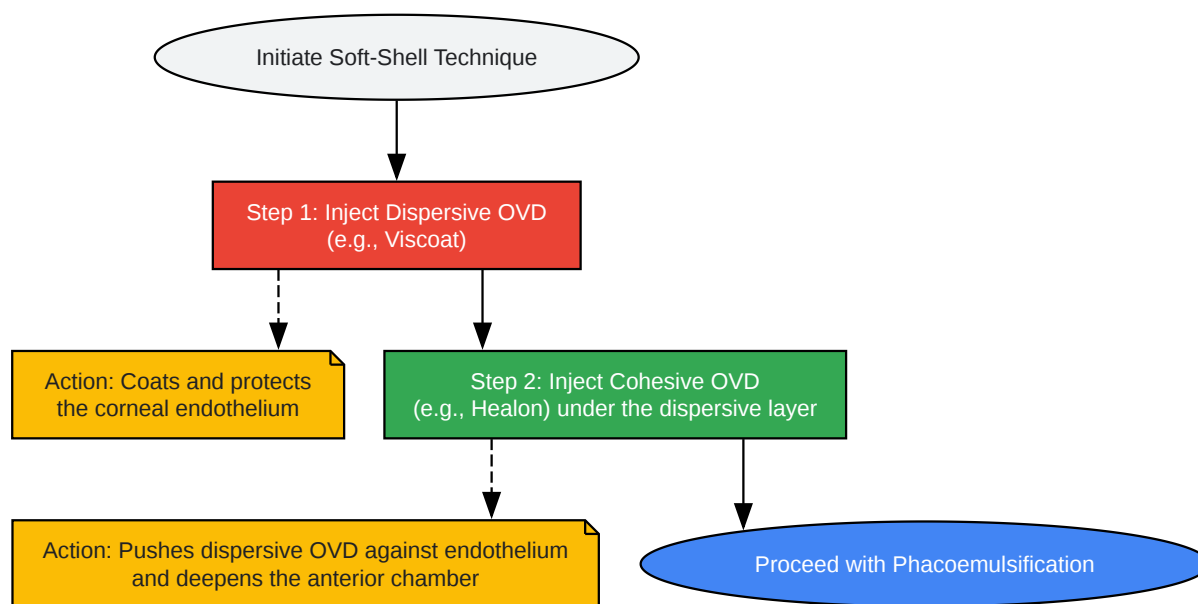 Initiate Soft-Shell Technique
Step 1: Inject Dispersive OVD
(e.g., Viscoat)
Action: Coats and protects
the corneal endothelium
Step 2: Inject Cohesive OVD
(e.g., Healon) under the dispersive layer
Action: Pushes dispersive OVD against endothelium
and deepens the anterior chamber
Proceed with Phacoemulsification